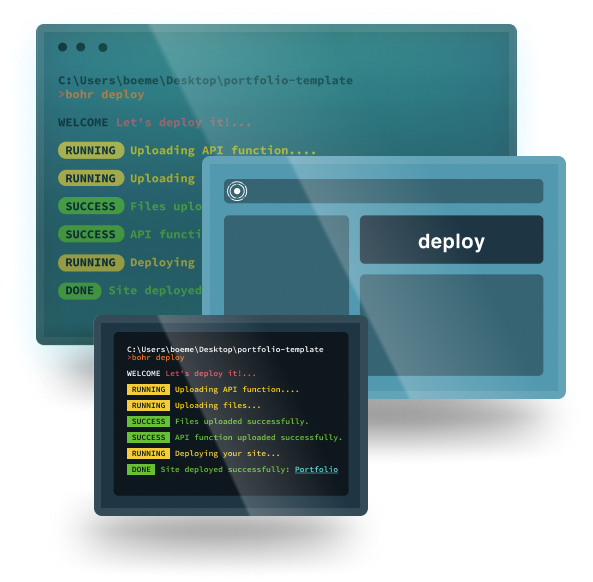 C:\Users\boeme\Desktop\portfolio-template
>bohr deploy
WELCOME Let's deploy it!...
RUNNING Uploading API function....
RUNNING Uploading
SUCCESS Files uplo
SUCCESS API functi
RUNNING Deploying
DONE Site deployed
deploy
C:\Users\boeme\Desktop\portfolio-template
>bohr deploy
WELCOME Let's deploy it!...
RUNNING Uploading API function....
RUNNING Uploading files...
SUCCESS Files uploaded successfully.
SUCCESS API function uploaded successfully.
RUNNING Deploying your site...
DONE Site deployed successfully: Portfolio